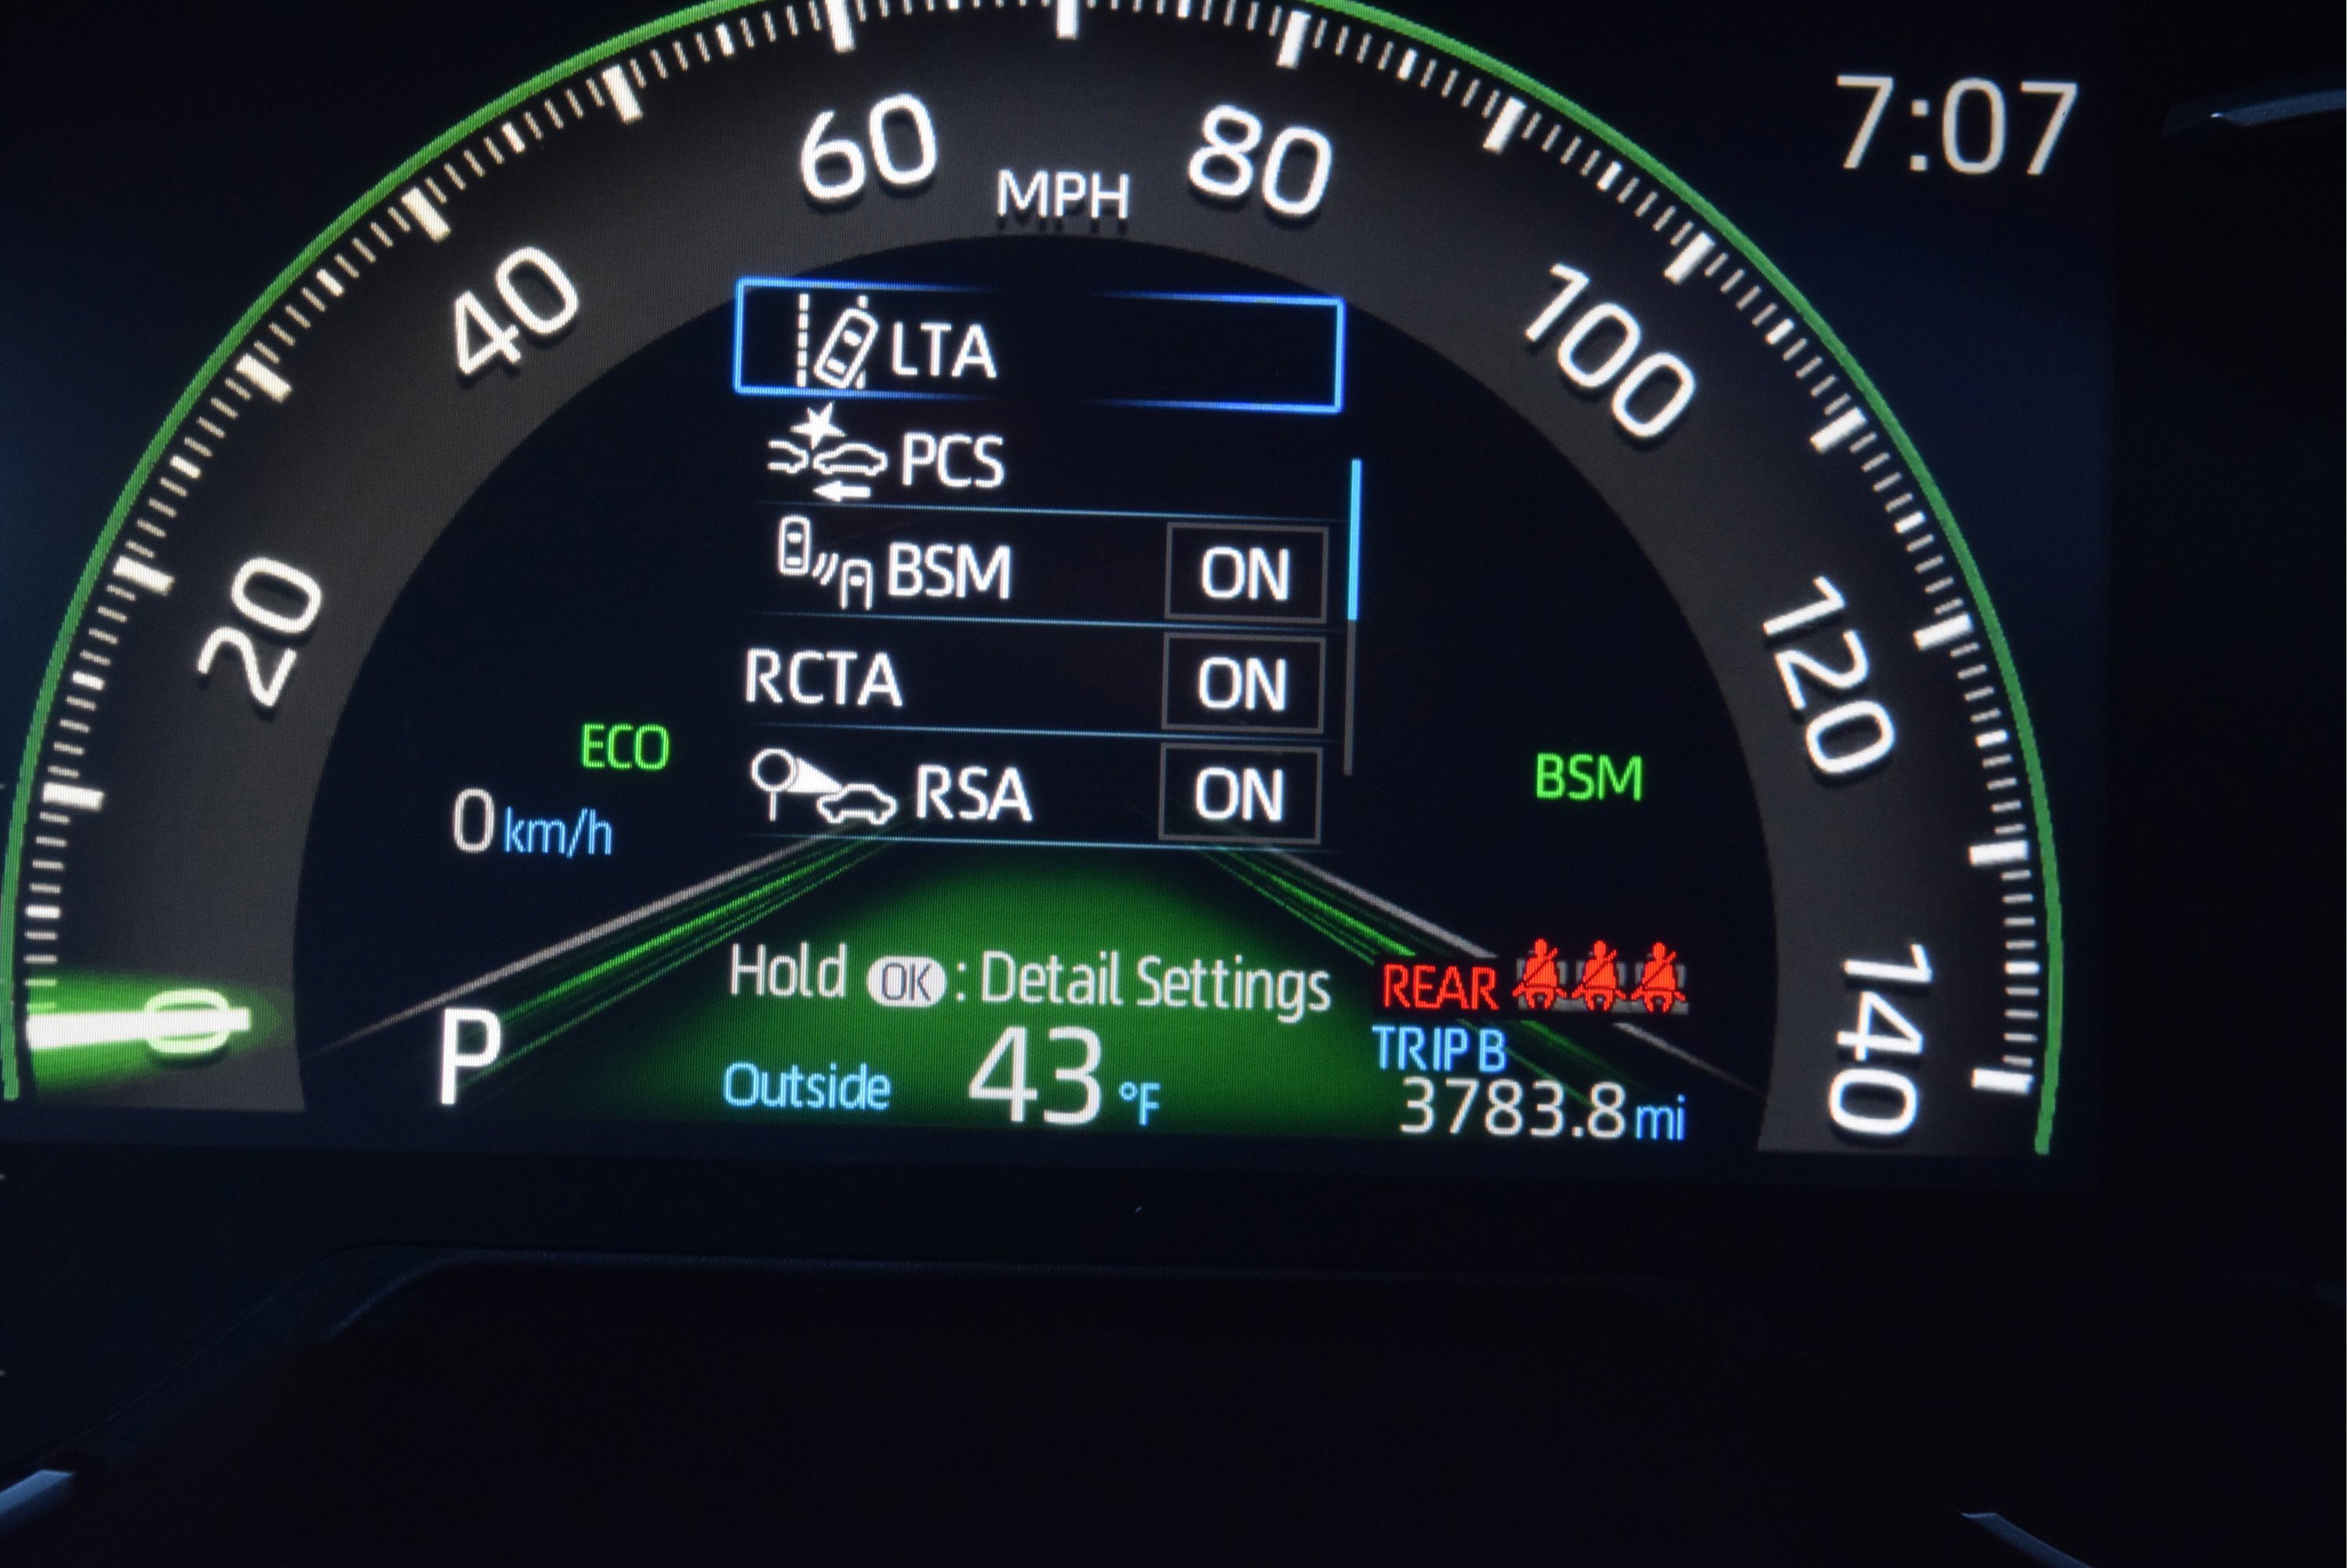 7:07
60
80
MPH
40
100
LTA
PCS
BSM ON
20
120
RCTA ON
ECO
BSM
RSA ON
0 km/h
Hold OK : Detail Settings
REAR
0
140
P
Outside 43 °F
TRIP B
3783.8 mi